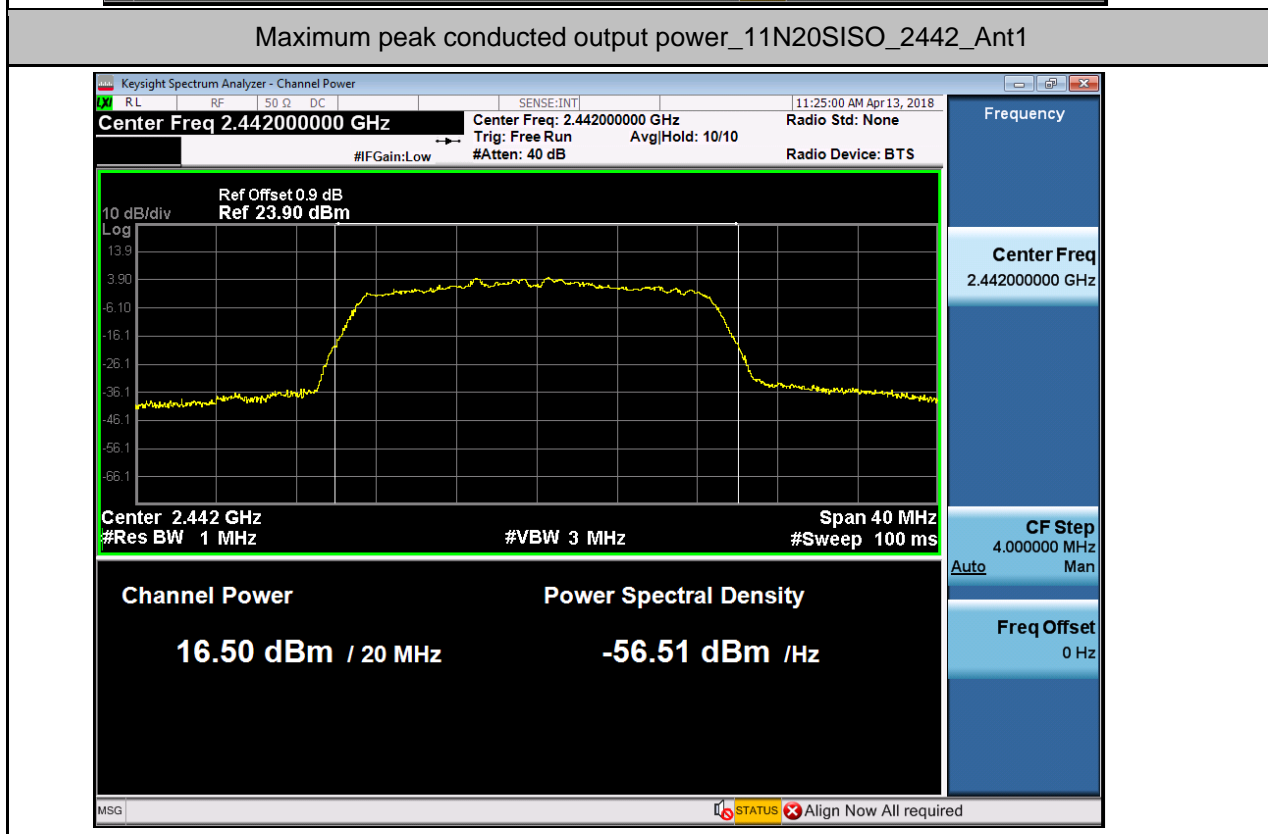 Maximum peak conducted output power_11N20SISO_2442_Ant1
Keysight Spectrum Analyzer - Channel Power
LXI RL RF 50 Ω DC SENSE:INT 11:25:00 AM Apr 13, 2018
Center Freq 2.442000000 GHz
Center Freq: 2.442000000 GHz
Radio Std: None
Trig: Free Run Avg|Hold: 10/10
#IFGain:Low
#Atten: 40 dB
Radio Device: BTS
Frequency
Ref Offset 0.9 dB
10 dB/div Ref 23.90 dBm
Log
13.9
3.90
-6.10
-16.1
-26.1
-36.1
-46.1
-56.1
-66.1
Center 2.442 GHz Span 40 MHz
#Res BW 1 MHz #VBW 3 MHz #Sweep 100 ms
Channel Power Power Spectral Density
16.50 dBm / 20 MHz -56.51 dBm /Hz
Center Freq
2.442000000 GHz
CF Step
4.000000 MHz
Auto Man
Freq Offset
0 Hz
MSG STATUS Align Now All required